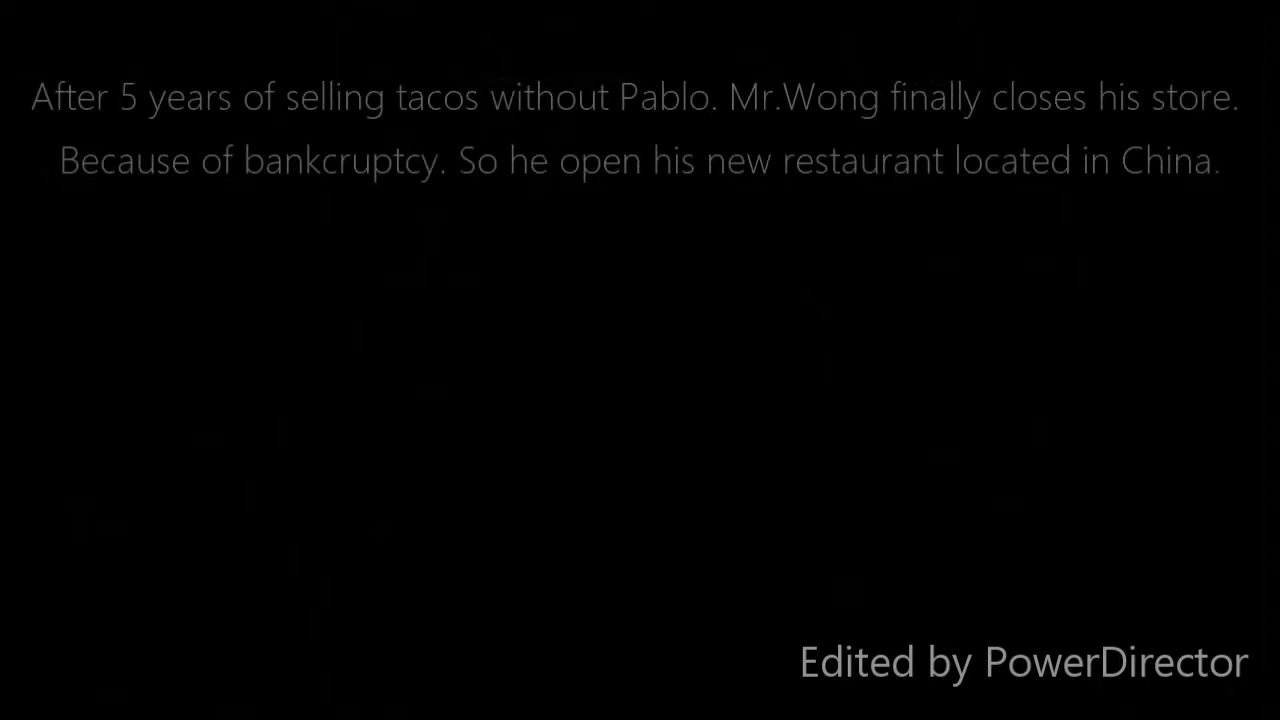 After 5 years of selling tacos without Pablo. Mr.Wong finally closes his store.
Because of bankcruptcy. So he open his new restaurant located in China.
Edited by PowerDirector